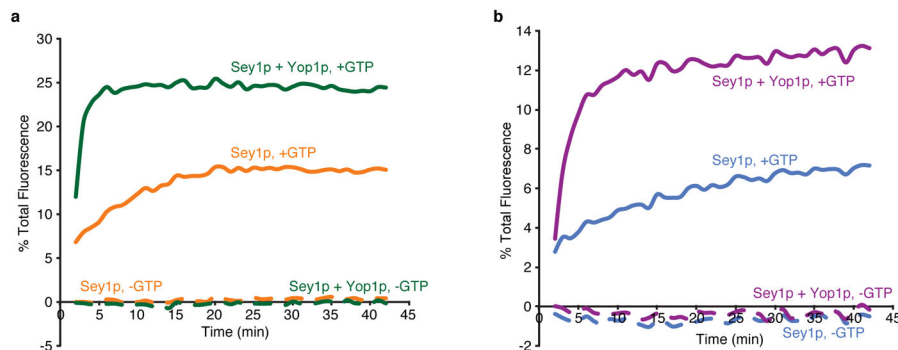 a
30
25
20
15
10
5
0
-5
% Total Fluorescence
Sey1p + Yop1p, +GTP
Sey1p, +GTP
Sey1p, -GTP
Sey1p + Yop1p, -GTP
0 5 10 15 20 25 30 35 40 45
Time (min)
b
14
12
10
8
6
4
2
0
-2
% Total Fluorescence
Sey1p + Yop1p, +GTP
Sey1p, +GTP
Sey1p + Yop1p, -GTP
0 5 10 15 20 25 30 35 40 45
Time (min)
Sey1p, -GTP